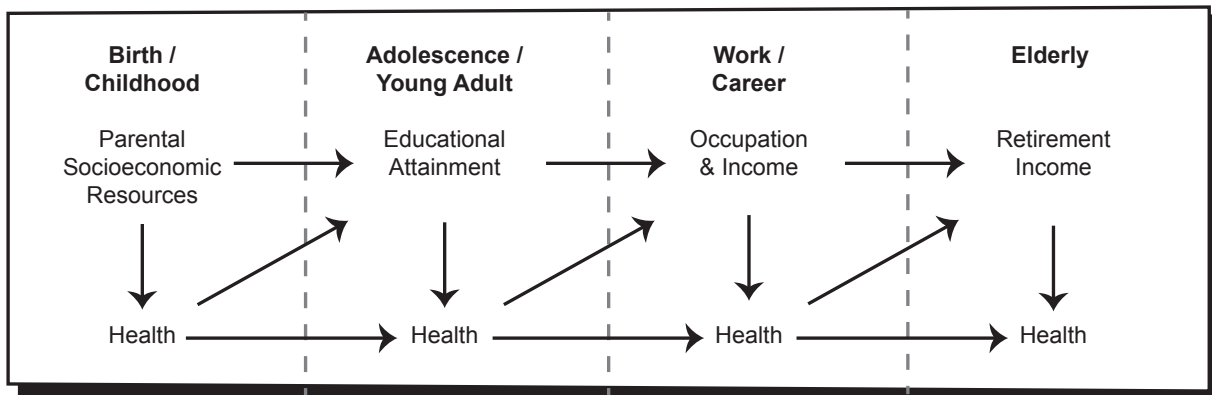 Birth /
Childhood
Adolescence /
Young Adult
Work /
Career
Elderly
Parental
Socioeconomic
Resources
Educational
Attainment
Occupation
& Income
Retirement
Income
Health
Health
Health
Health